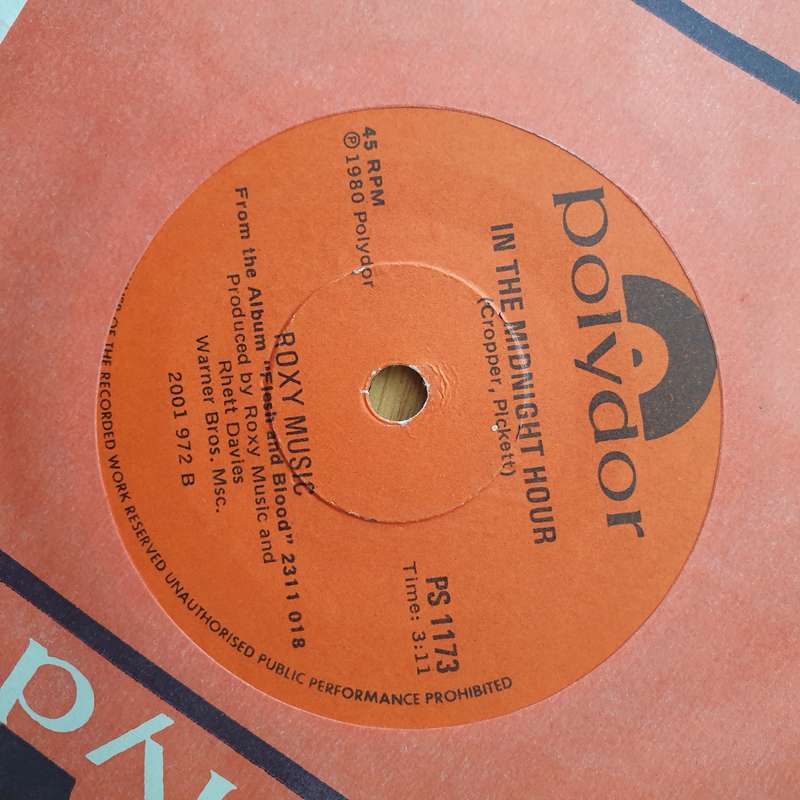 polydor
IN THE MIDNIGHT HOUR
(Cropper, Pickett)
45 RPM
℗ 1980 Polydor
PS 1173
Time: 3:11
ROXY MUSIC
From the Album "Flesh and Blood" 2311 018
Produced by Roxy Music and
Rhett Davies
Warner Bros. Msc.
2001 972 B
OF THE RECORDED WORK RESERVED UNAUTHORISED PUBLIC PERFORMANCE PROHIBITED
lyd